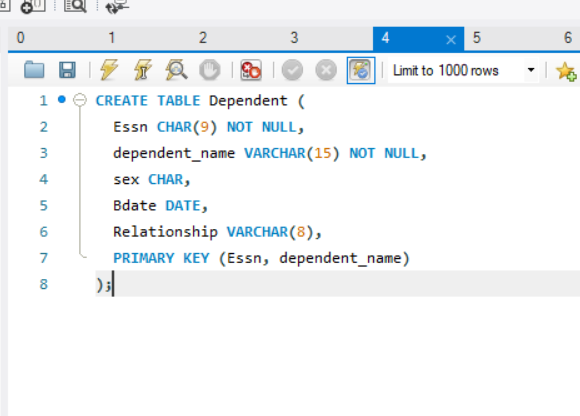 0 1 2 3 4 × 5 6
Limit to 1000 rows
1 CREATE TABLE Dependent (
2 Essn CHAR(9) NOT NULL,
3 dependent_name VARCHAR(15) NOT NULL,
4 sex CHAR,
5 Bdate DATE,
6 Relationship VARCHAR(8),
7 PRIMARY KEY (Essn, dependent_name)
8 );